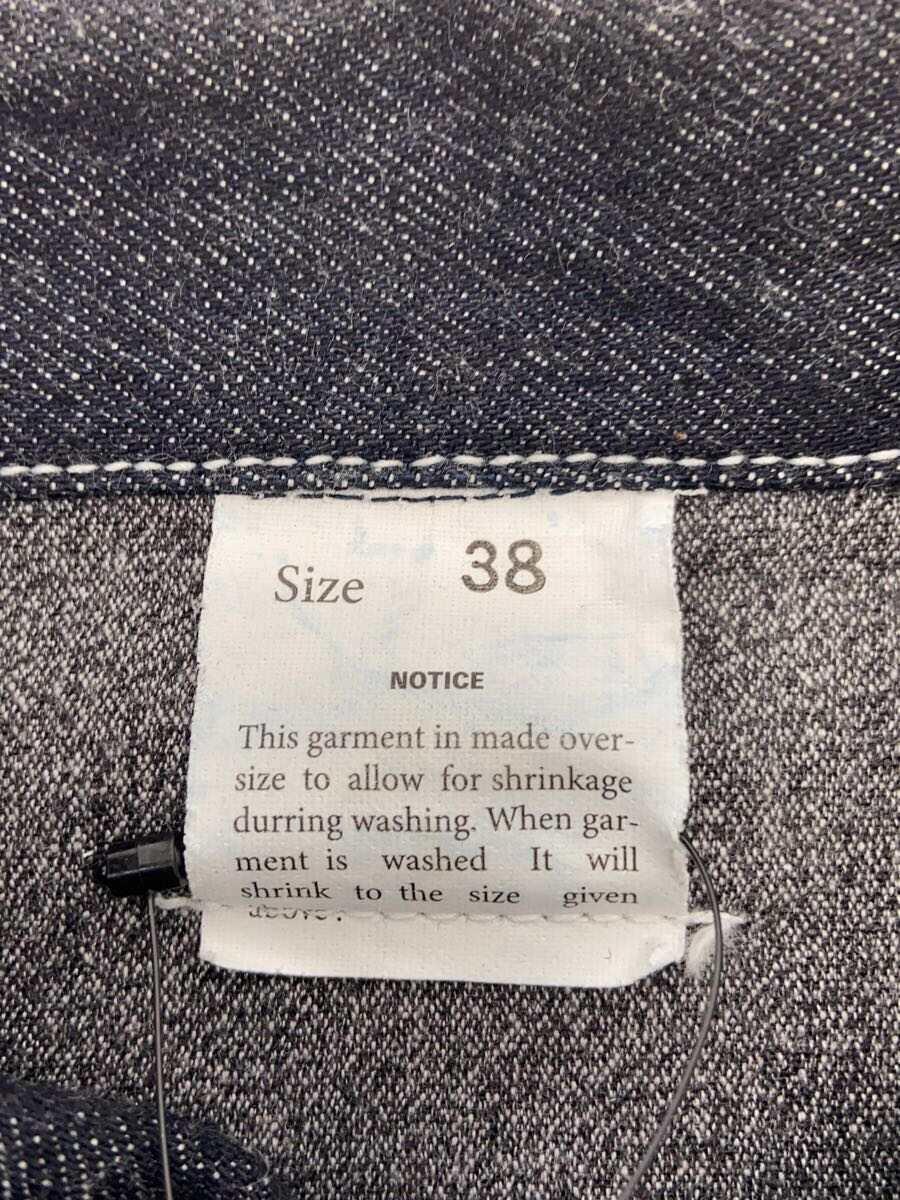 Size 38
NOTICE
This garment in made over-
size to allow for shrinkage
durring washing. When gar-
ment is washed It will
shrink to the size given
above.